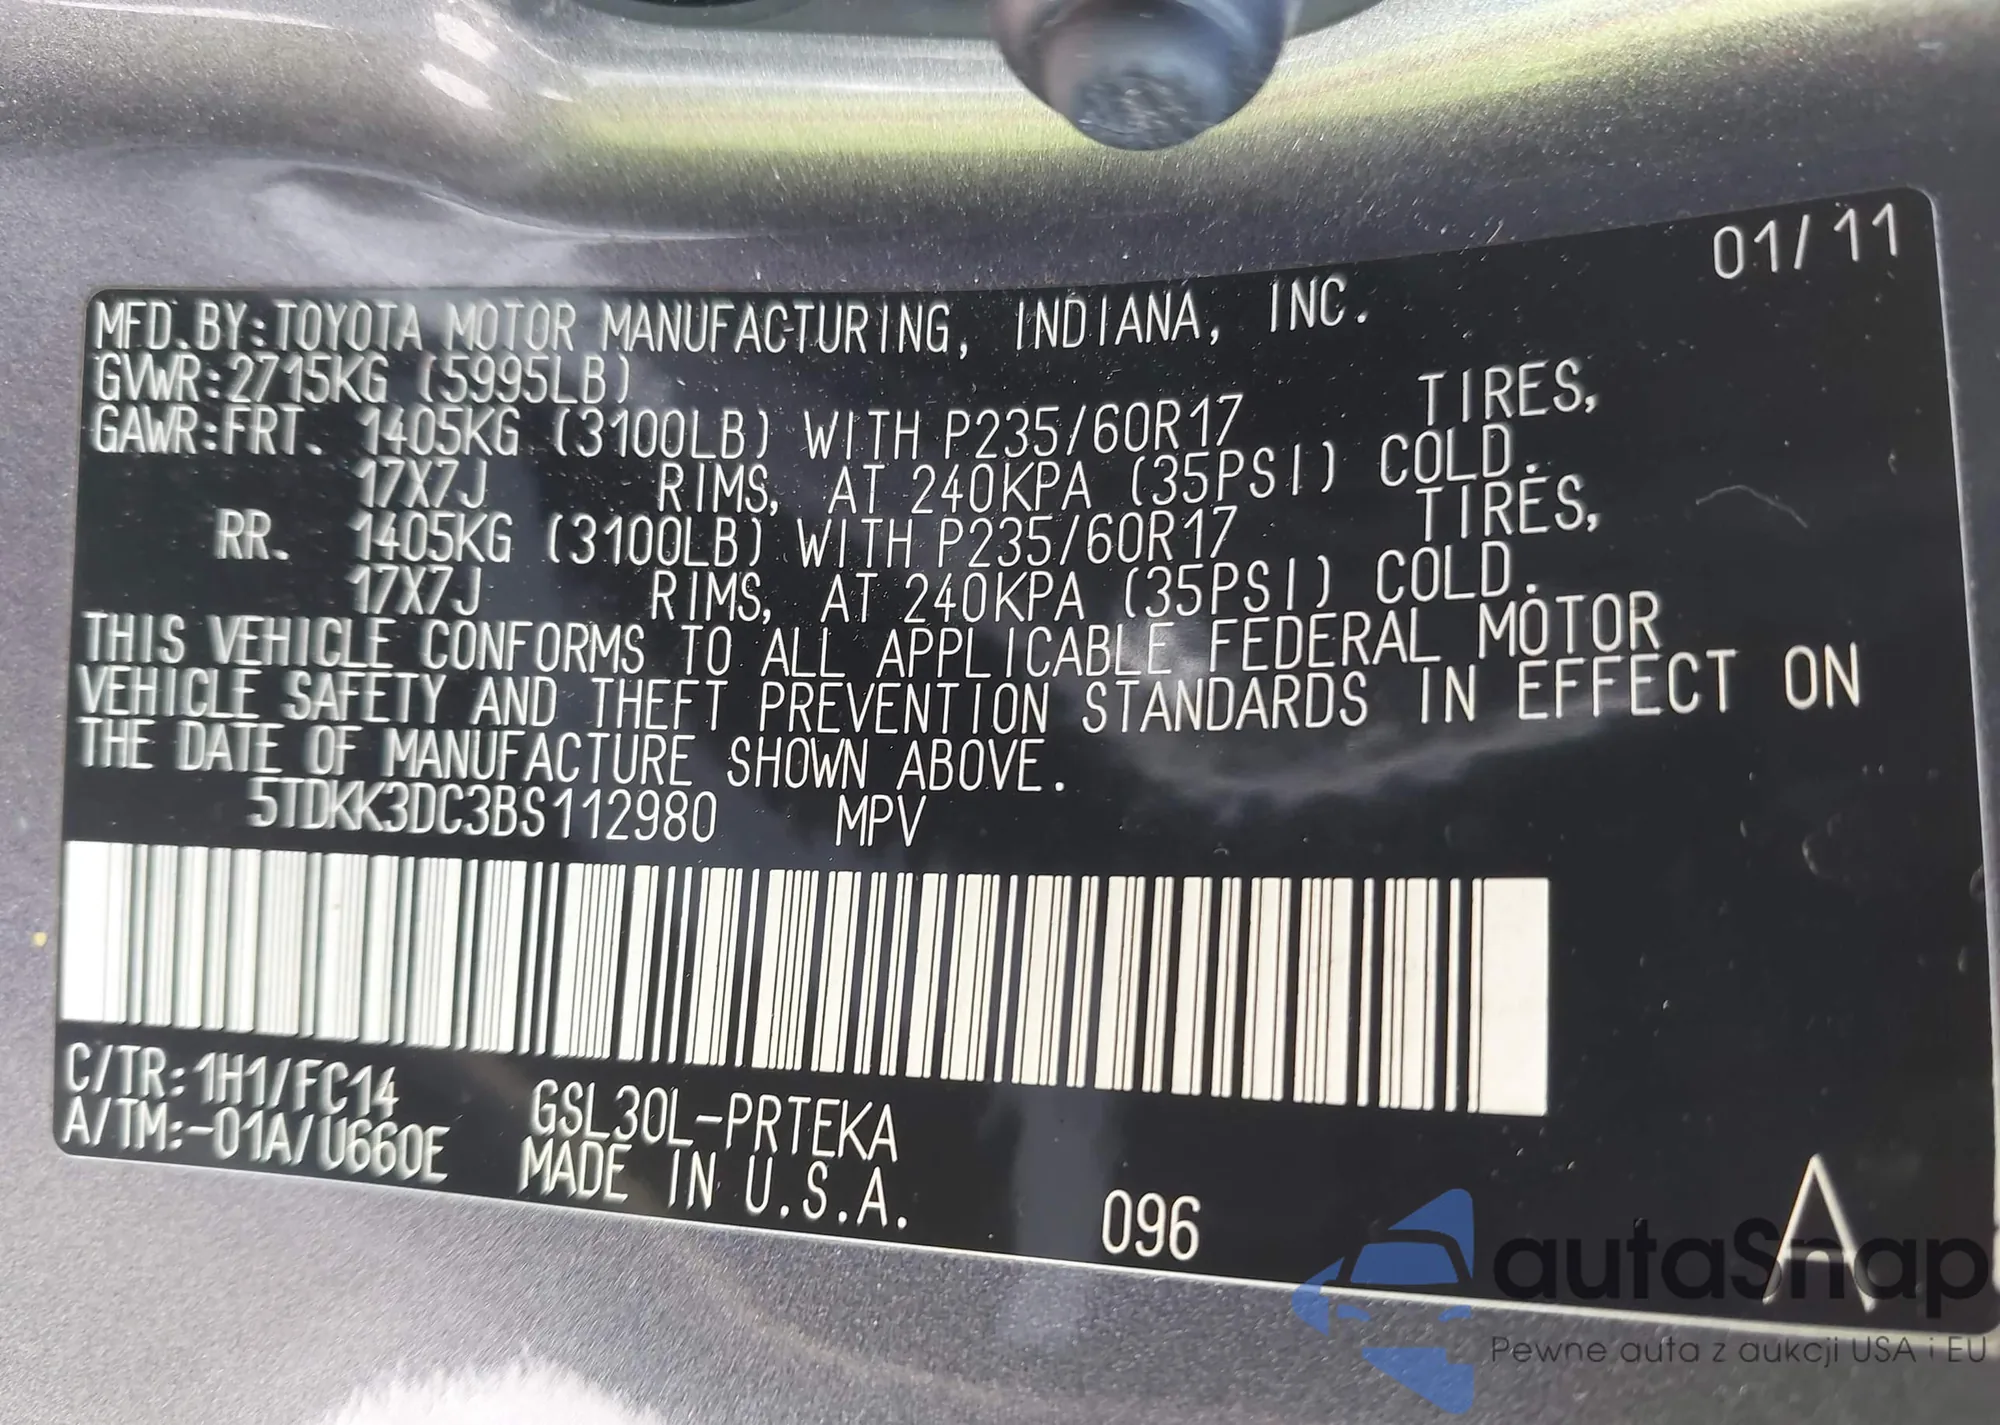 01/11
MFD.BY:TOYOTA MOTOR MANUFACTURING, INDIANA, INC.
GVWR:2715KG (5995LB)
GAWR:FRT. 1405KG (3100LB) WITH P235/60R17 TIRES,
17X7J RIMS, AT 240KPA (35PSI) COLD.
RR. 1405KG (3100LB) WITH P235/60R17 TIRES,
17X7J RIMS, AT 240KPA (35PSI) COLD.
THIS VEHICLE CONFORMS TO ALL APPLICABLE FEDERAL MOTOR
VEHICLE SAFETY AND THEFT PREVENTION STANDARDS IN EFFECT ON
THE DATE OF MANUFACTURE SHOWN ABOVE.
5TDKK3DC3BS112980 MPV
C/TR:1H1/FC14 GSL30L-PRTEKA
A/TM:-01A/U660E MADE IN U.S.A.
096
A
autaSnap
Pewne auta z aukcji USA i EU